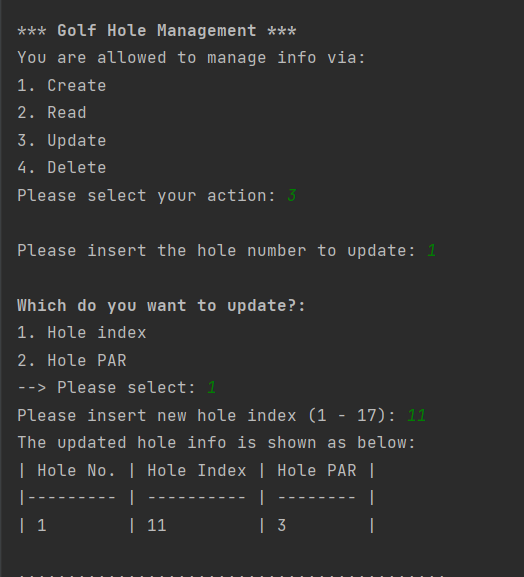 *** Golf Hole Management ***
You are allowed to manage info via:
1. Create
2. Read
3. Update
4. Delete
Please select your action: 3
Please insert the hole number to update: 1
Which do you want to update?:
1. Hole index
2. Hole PAR
--> Please select: 1
Please insert new hole index (1 - 17): 11
The updated hole info is shown as below:
| Hole No. | Hole Index | Hole PAR |
|--------- | ---------- | -------- |
| 1        | 11         | 3        |